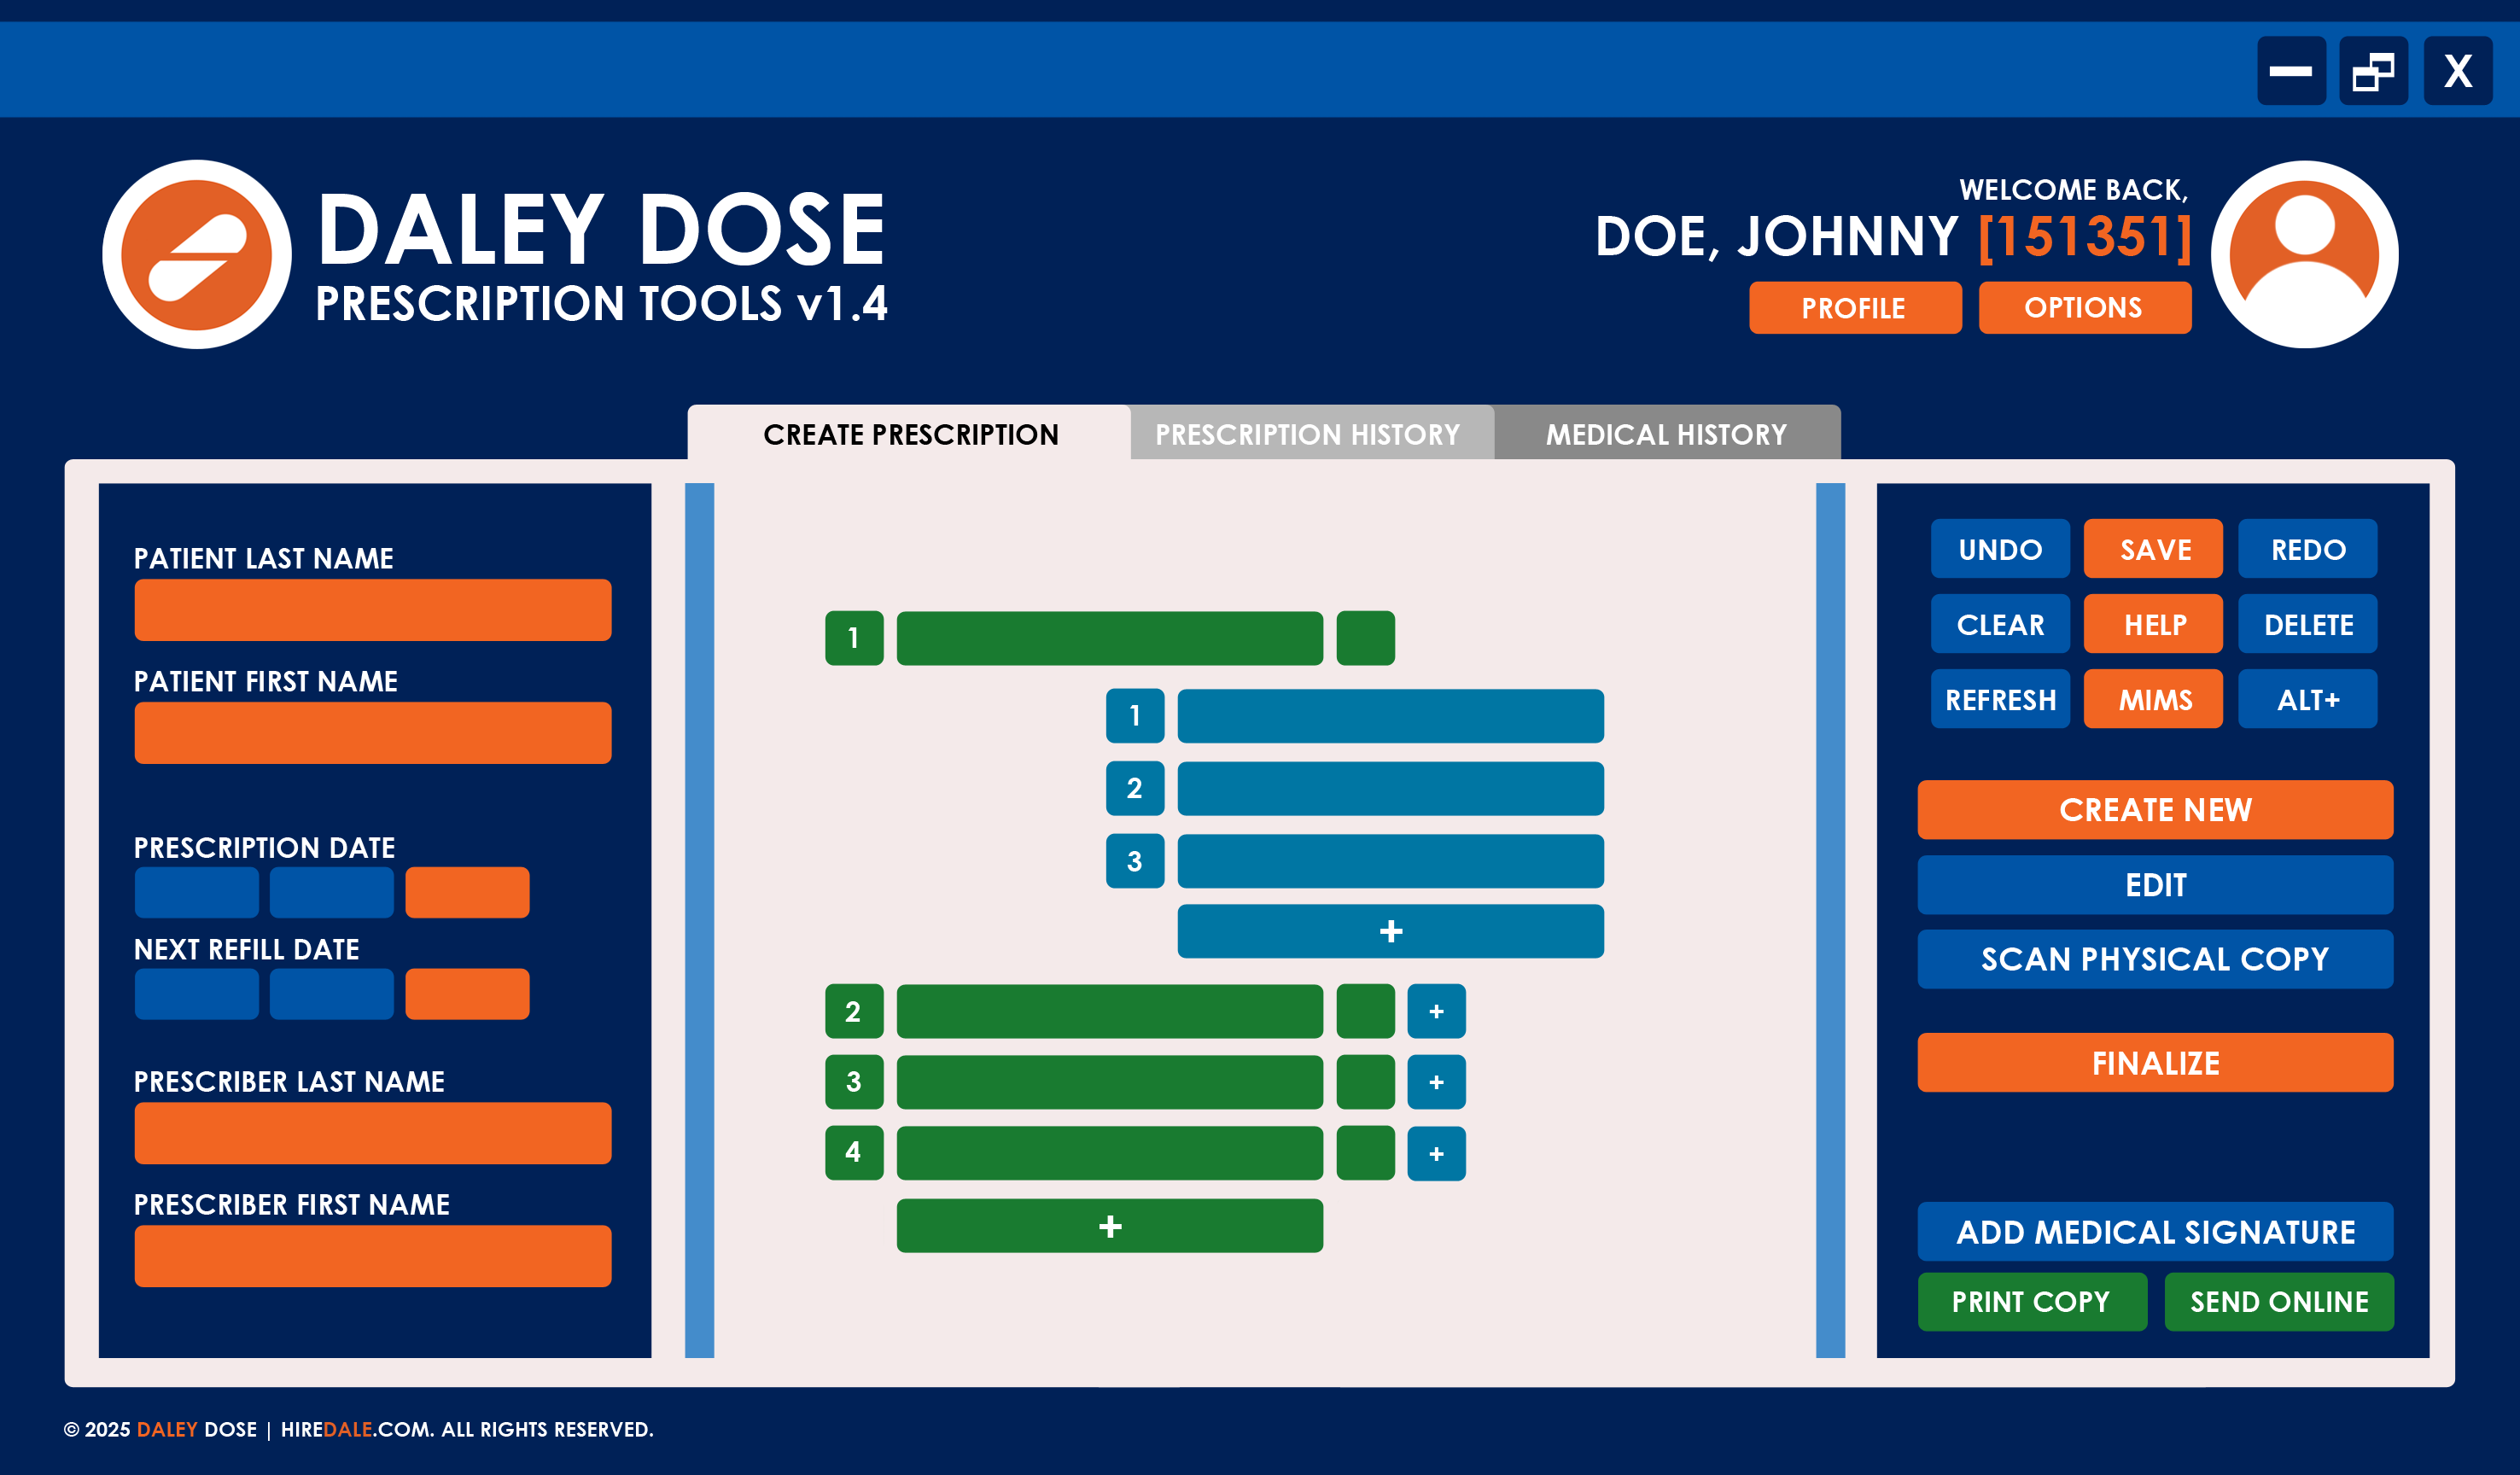 X
DALEY DOSE
PRESCRIPTION TOOLS v1.4
WELCOME BACK,
DOE, JOHNNY [151351]
PROFILE
OPTIONS
CREATE PRESCRIPTION
PRESCRIPTION HISTORY
MEDICAL HISTORY
PATIENT LAST NAME
PATIENT FIRST NAME
PRESCRIPTION DATE
NEXT REFILL DATE
PRESCRIBER LAST NAME
PRESCRIBER FIRST NAME
1
1
2
3
+
2 +
3 +
4 +
+
UNDO SAVE REDO
CLEAR HELP DELETE
REFRESH MIMS ALT+
CREATE NEW
EDIT
SCAN PHYSICAL COPY
FINALIZE
ADD MEDICAL SIGNATURE
PRINT COPY SEND ONLINE
© 2025 DALEY DOSE | HIREDALE.COM. ALL RIGHTS RESERVED.